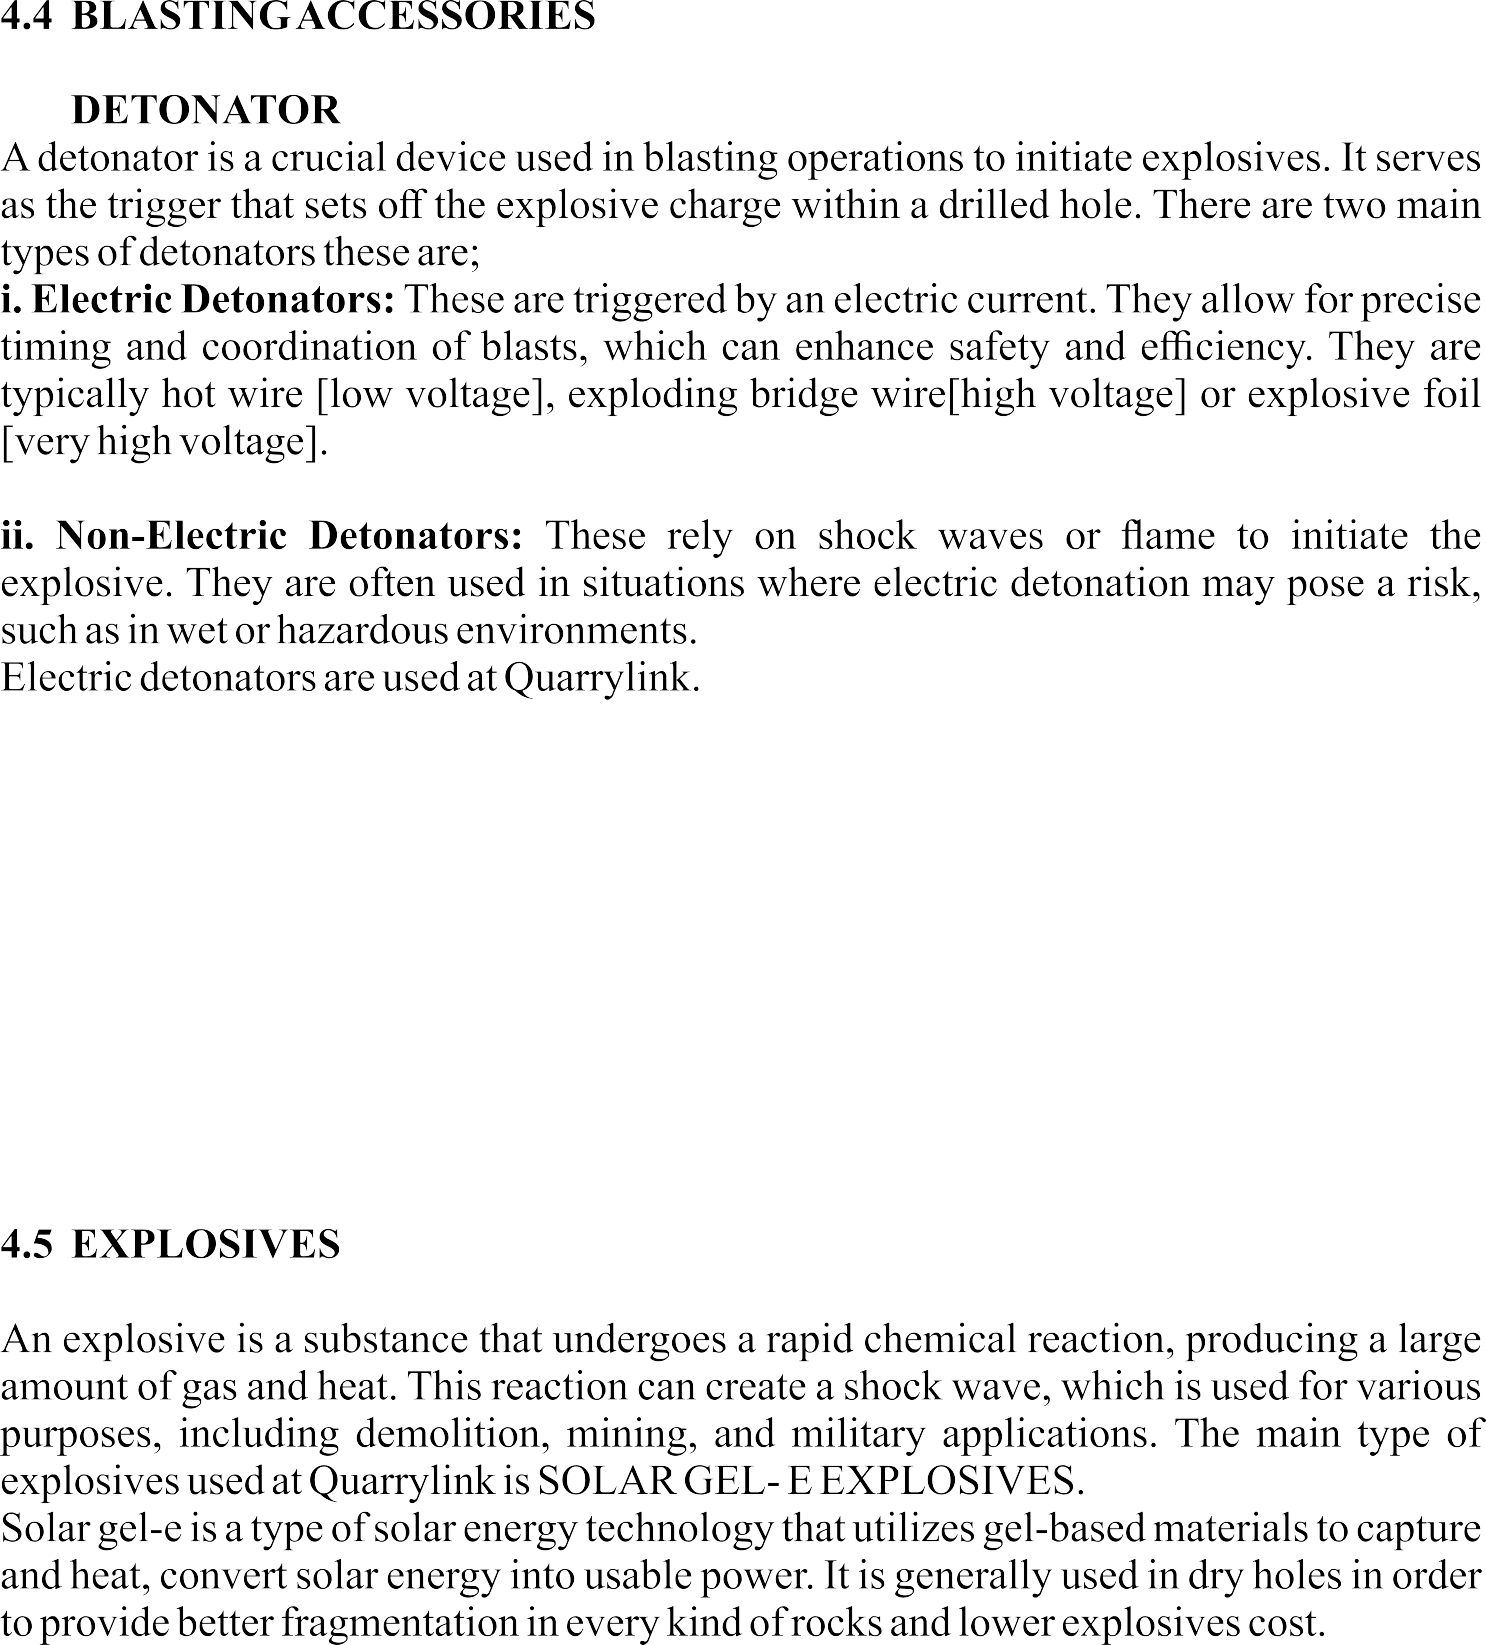 4.4 BLASTING ACCESSORIES
DETONATOR
A detonator is a crucial device used in blasting operations to initiate explosives. It serves
as the trigger that sets off the explosive charge within a drilled hole. There are two main
types of detonators these are;
i. Electric Detonators: These are triggered by an electric current. They allow for precise
timing and coordination of blasts, which can enhance safety and efficiency. They are
typically hot wire [low voltage], exploding bridge wire[high voltage] or explosive foil
[very high voltage].
ii. Non-Electric Detonators: These rely on shock waves or flame to initiate the
explosive. They are often used in situations where electric detonation may pose a risk,
such as in wet or hazardous environments.
Electric detonators are used at Quarrylink.
4.5 EXPLOSIVES
An explosive is a substance that undergoes a rapid chemical reaction, producing a large
amount of gas and heat. This reaction can create a shock wave, which is used for various
purposes, including demolition, mining, and military applications. The main type of
explosives used at Quarrylink is SOLAR GEL- E EXPLOSIVES.
Solar gel-e is a type of solar energy technology that utilizes gel-based materials to capture
and heat, convert solar energy into usable power. It is generally used in dry holes in order
to provide better fragmentation in every kind of rocks and lower explosives cost.